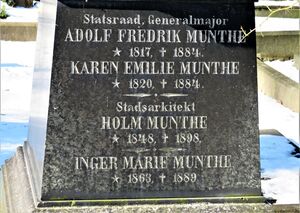 Statsraad, Generalmajor
ADOLF FREDRIK MUNTHE
★ 1817, ✝ 1884.
KAREN EMILIE MUNTHE
★ 1820, ✝ 1884.
Stadsarkitekt
HOLM MUNTHE
★ 1848, ✝ 1898.
INGER MARIE MUNTHE
★ 1863, ✝ 1889.